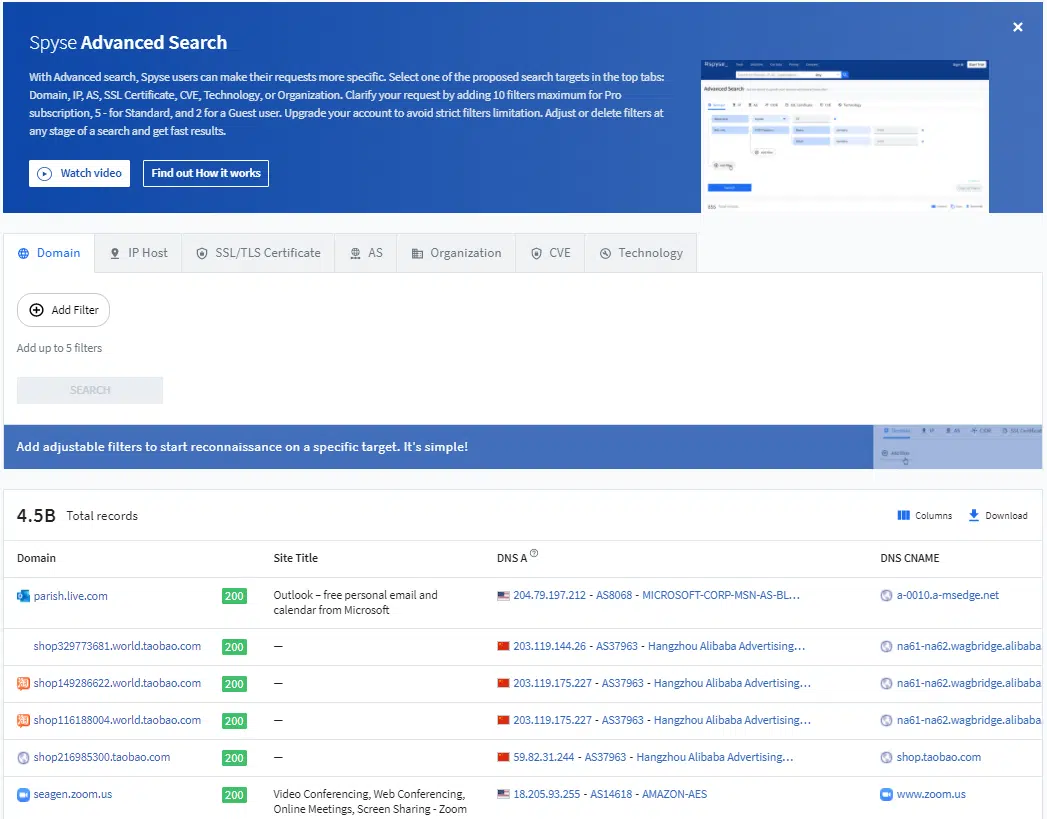 Spyse Advanced Search
With Advanced search, Spyse users can make their requests more specific. Select one of the proposed search targets in the top tabs:
Domain, IP, AS, SSL Certificate, CVE, Technology, or Organization. Clarify your request by adding 10 filters maximum for Pro
subscription, 5 - for Standard, and 2 for a Guest user. Upgrade your account to avoid strict filters limitation. Adjust or delete filters at
any stage of a search and get fast results.
Watch video Find out How it works
Advanced Search
Domain IP Host SSL/TLS Certificate AS Organization CVE Technology
Add Filter
Add up to 5 filters
SEARCH
Add adjustable filters to start reconnaissance on a specific target. It's simple!
4.5B Total records Columns Download
Domain Site Title DNS A DNS CNAME
parish.live.com 200 Outlook – free personal email and 204.79.197.212 - AS8068 - MICROSOFT-CORP-MSN-AS-BL... a-0010.a-msedge.net
calendar from Microsoft
shop329773681.world.taobao.com 200 — 203.119.144.26 - AS37963 - Hangzhou Alibaba Advertising... na61-na62.wagbridge.alibaba
shop149286622.world.taobao.com 200 — 203.119.175.227 - AS37963 - Hangzhou Alibaba Advertising... na61-na62.wagbridge.alibaba
shop116188004.world.taobao.com 200 — 203.119.175.227 - AS37963 - Hangzhou Alibaba Advertising... na61-na62.wagbridge.alibaba
shop216985300.taobao.com 200 — 59.82.31.244 - AS37963 - Hangzhou Alibaba Advertising... shop.taobao.com
seagen.zoom.us 200 Video Conferencing, Web Conferencing, 18.205.93.255 - AS14618 - AMAZON-AES www.zoom.us
Online Meetings, Screen Sharing - Zoom